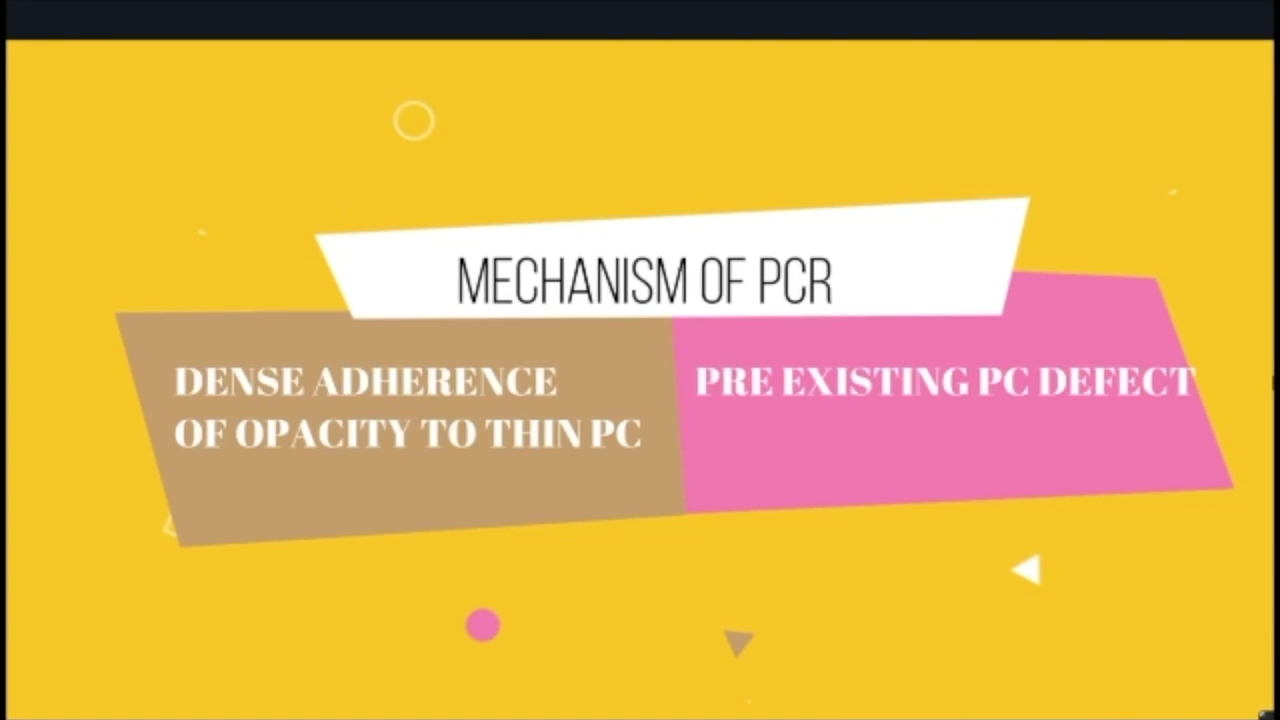 MECHANISM OF PCR
DENSE ADHERENCE
OF OPACITY TO THIN PC
PRE EXISTING PC DEFECT